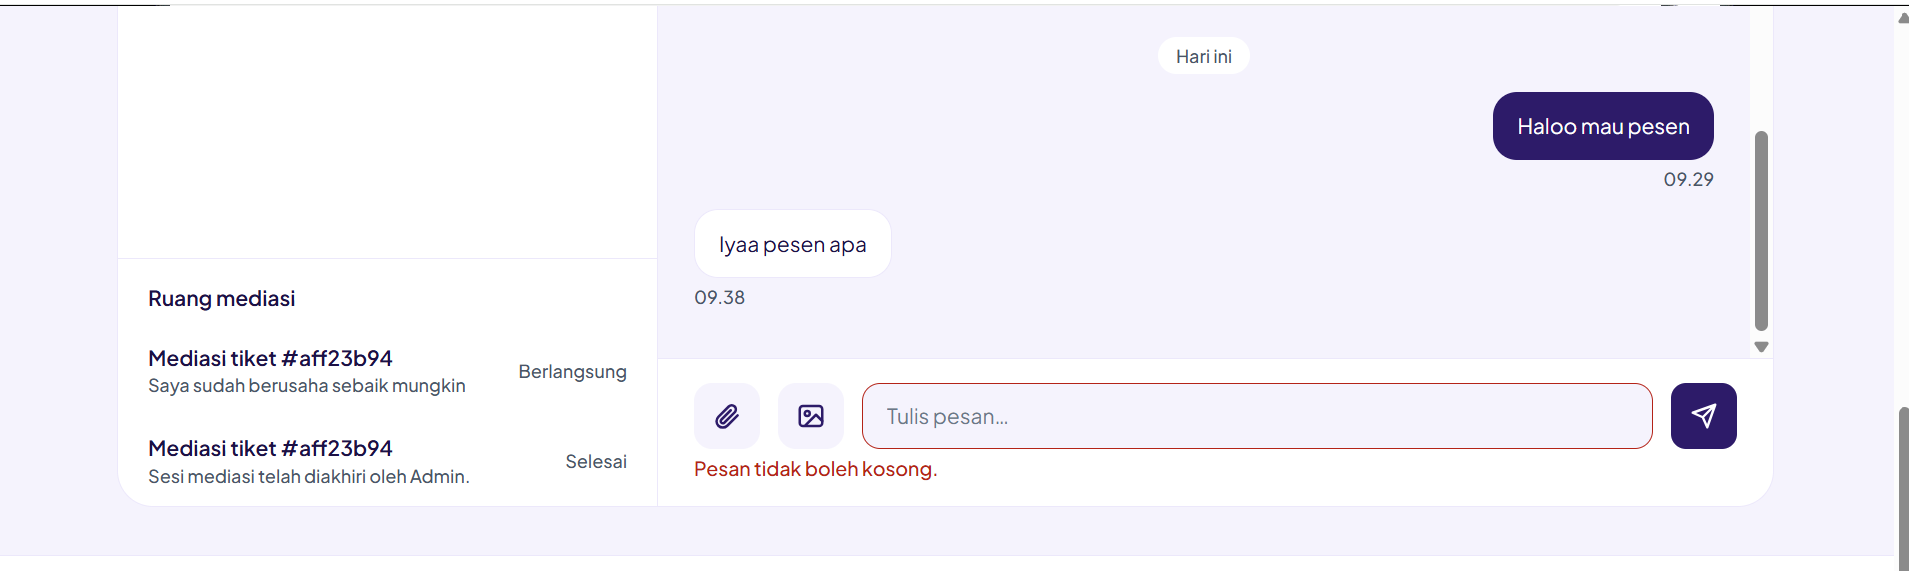 Hari ini
Haloo mau pesen
09.29
Iyaa pesen apa
09.38
Ruang mediasi
Mediasi tiket #aff23b94
Saya sudah berusaha sebaik mungkin
Berlangsung
Mediasi tiket #aff23b94
Sesi mediasi telah diakhiri oleh Admin.
Selesai
Tulis pesan...
Pesan tidak boleh kosong.